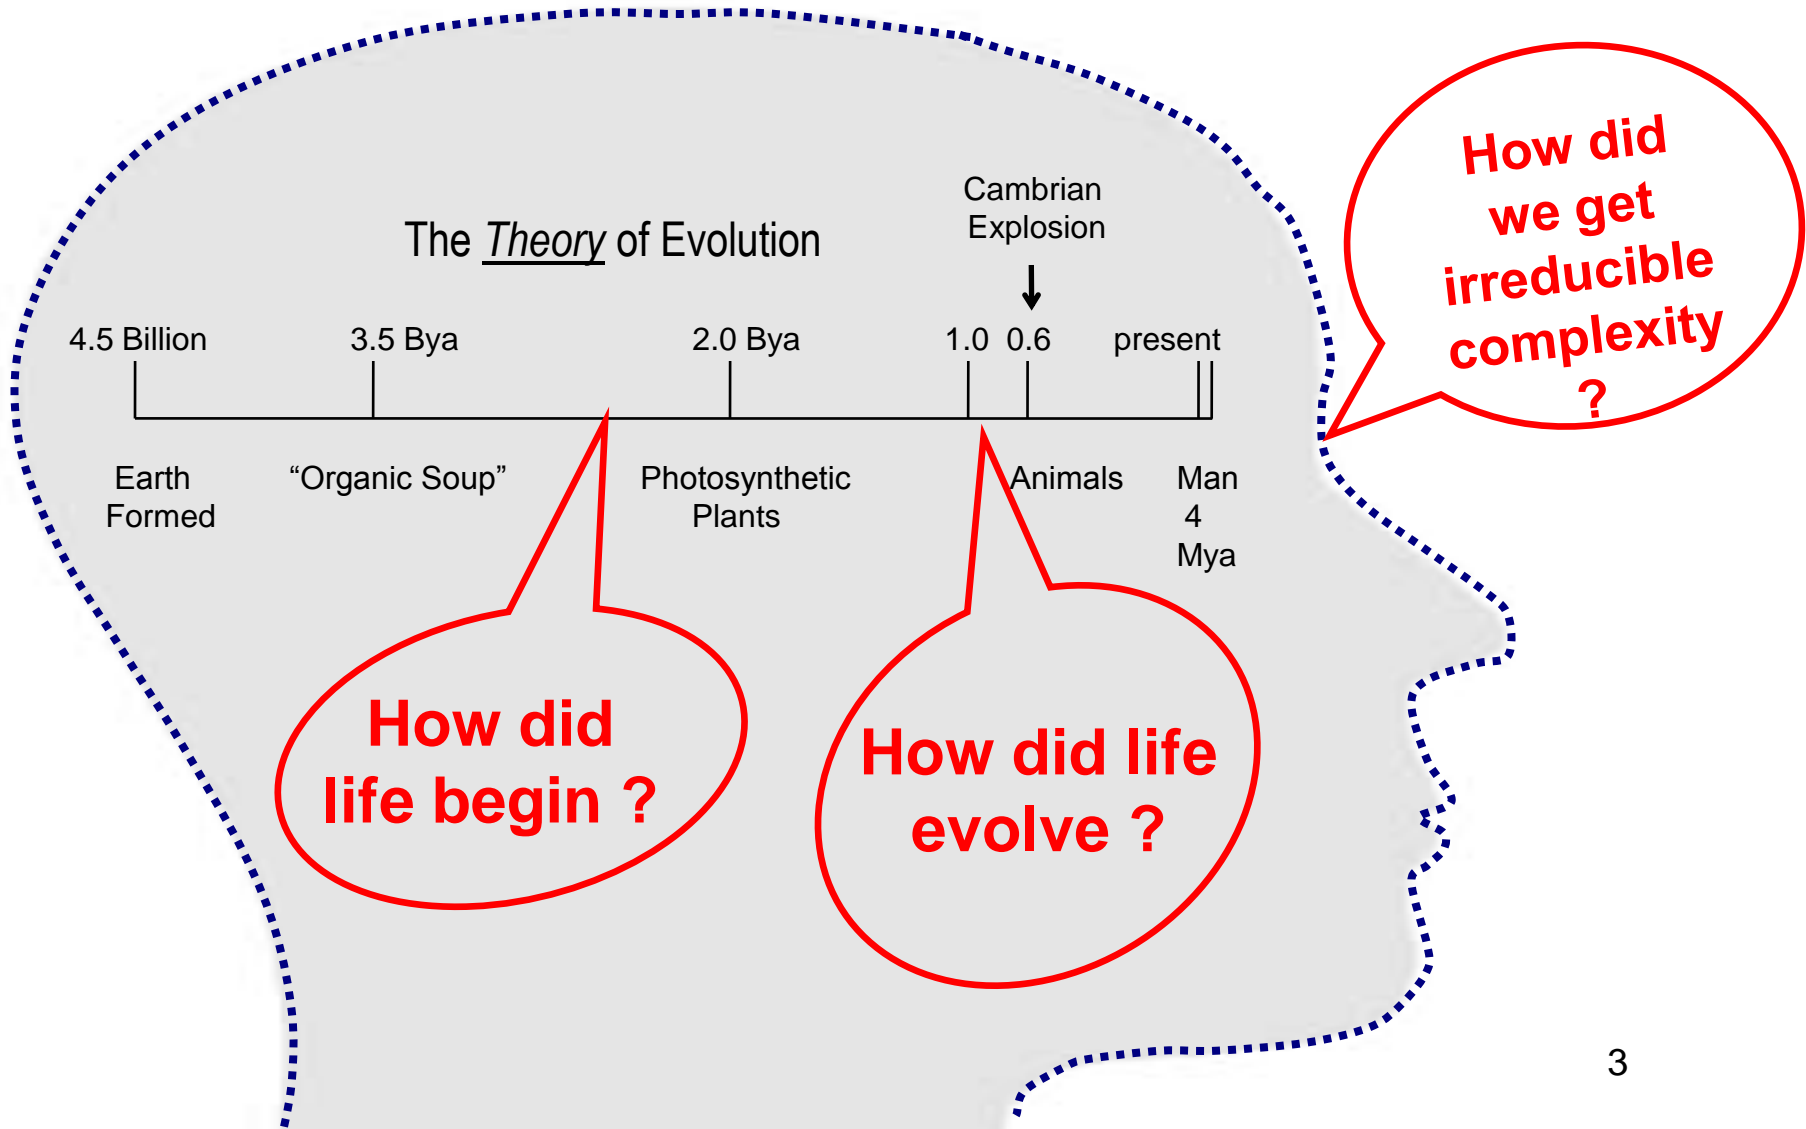 The Theory of Evolution
Cambrian
Explosion
4.5 Billion
3.5 Bya
2.0 Bya
1.0
0.6
present
Earth
Formed
“Organic Soup”
Photosynthetic
Plants
Animals
Man
4
Mya
How did
life begin ?
How did life
evolve ?
How did
we get
irreducible
complexity
?
3